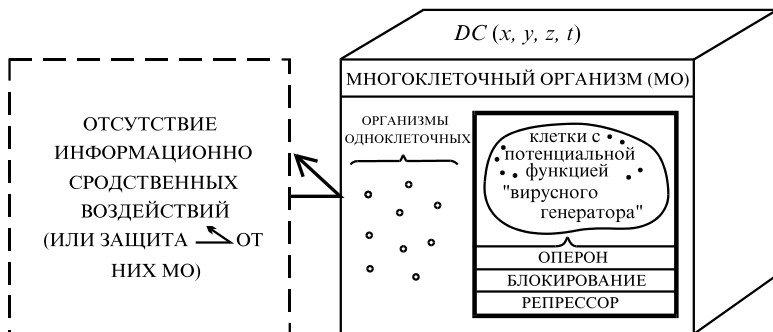 DC (x, y, z, t)
МНОГОКЛЕТОЧНЫЙ ОРГАНИЗМ (МО)
ОТСУТСТВИЕ
ИНФОРМАЦИОННО
СРОДСТВЕННЫХ
ВОЗДЕЙСТВИЙ
(ИЛИ ЗАЩИТА ОТ
НИХ МО)
ОРГАНИЗМЫ
ОДНОКЛЕТОЧНЫХ
клетки с
потенциальной
функцией
"вирусного
генератора"
ОПЕРОН
БЛОКИРОВАНИЕ
РЕПРЕССОР